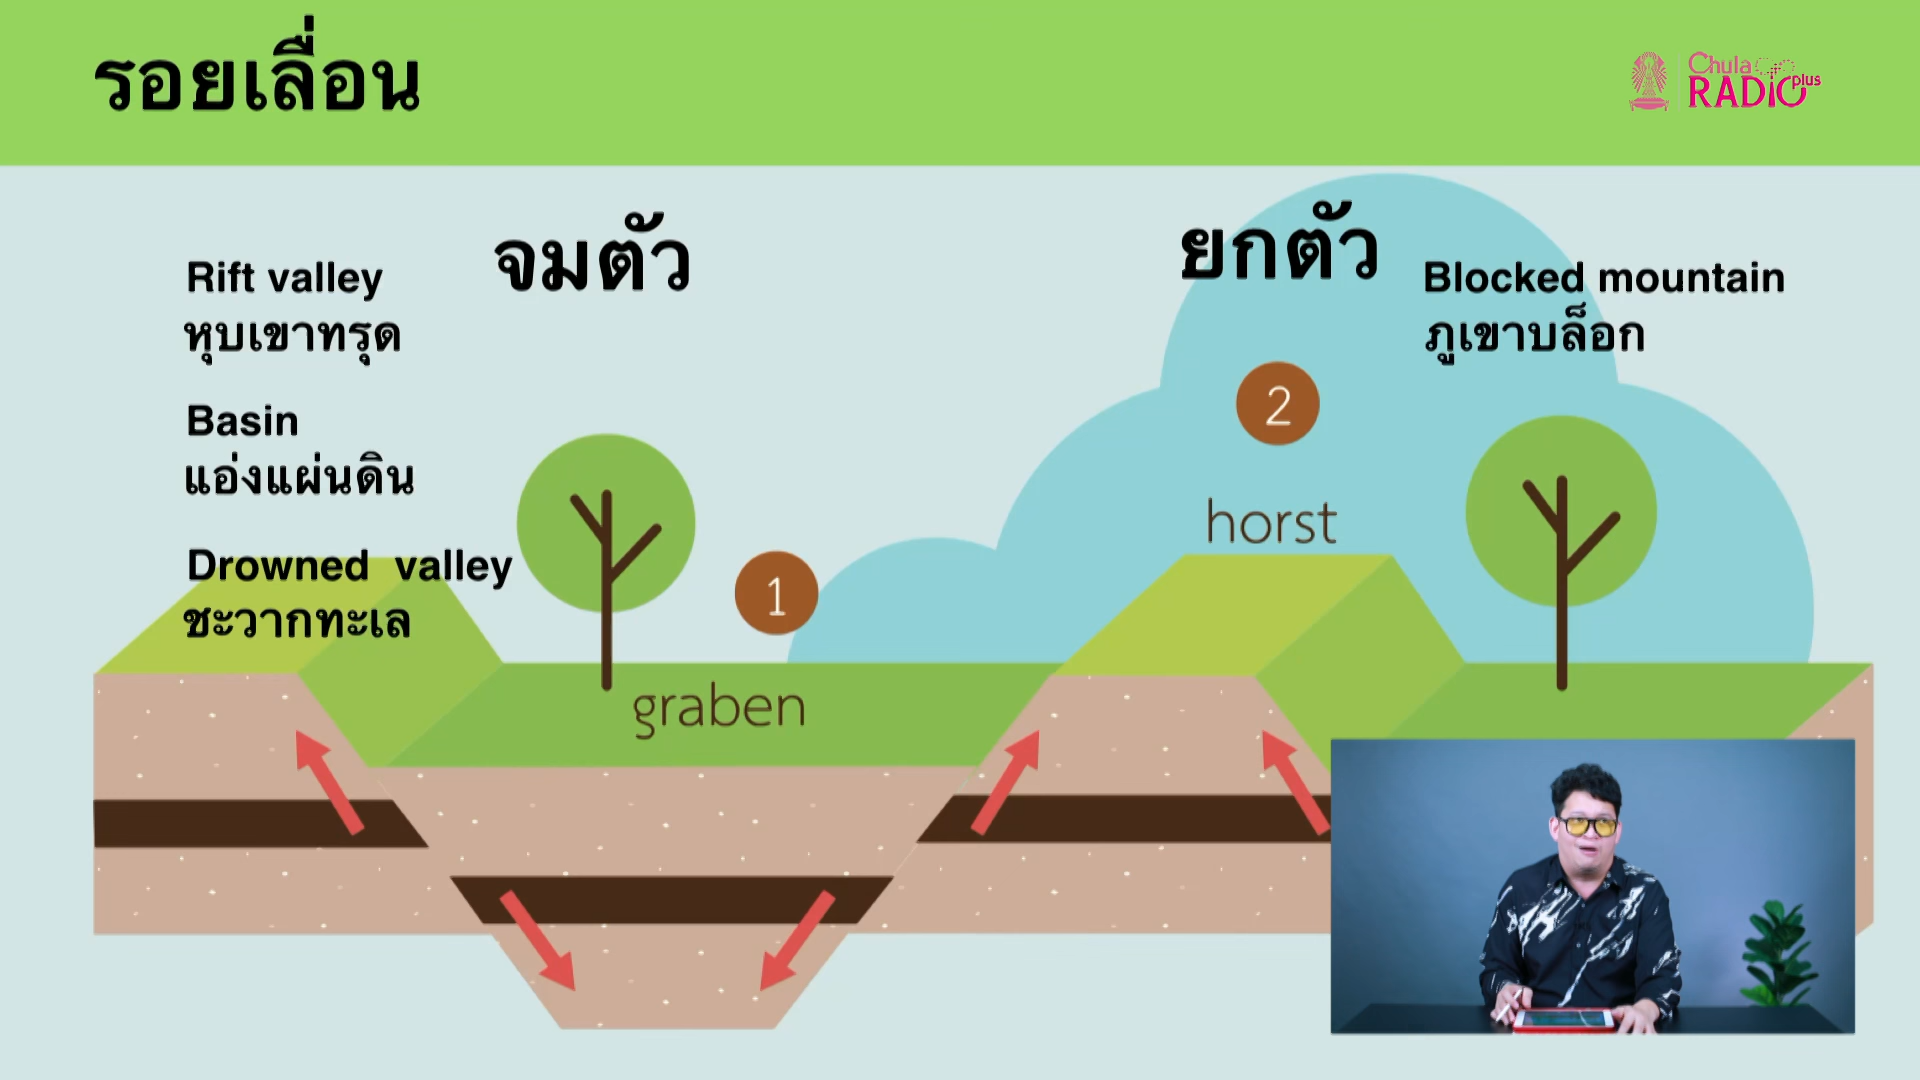 รอยเลื่อน
Chula
RADIO plus
จมตัว
ยกตัว
Rift valley
หุบเขาทรุด
Blocked mountain
ภูเขาบล็อก
Basin
แอ่งแผ่นดิน
2
horst
Drowned valley
ชะวากทะเล
1
graben